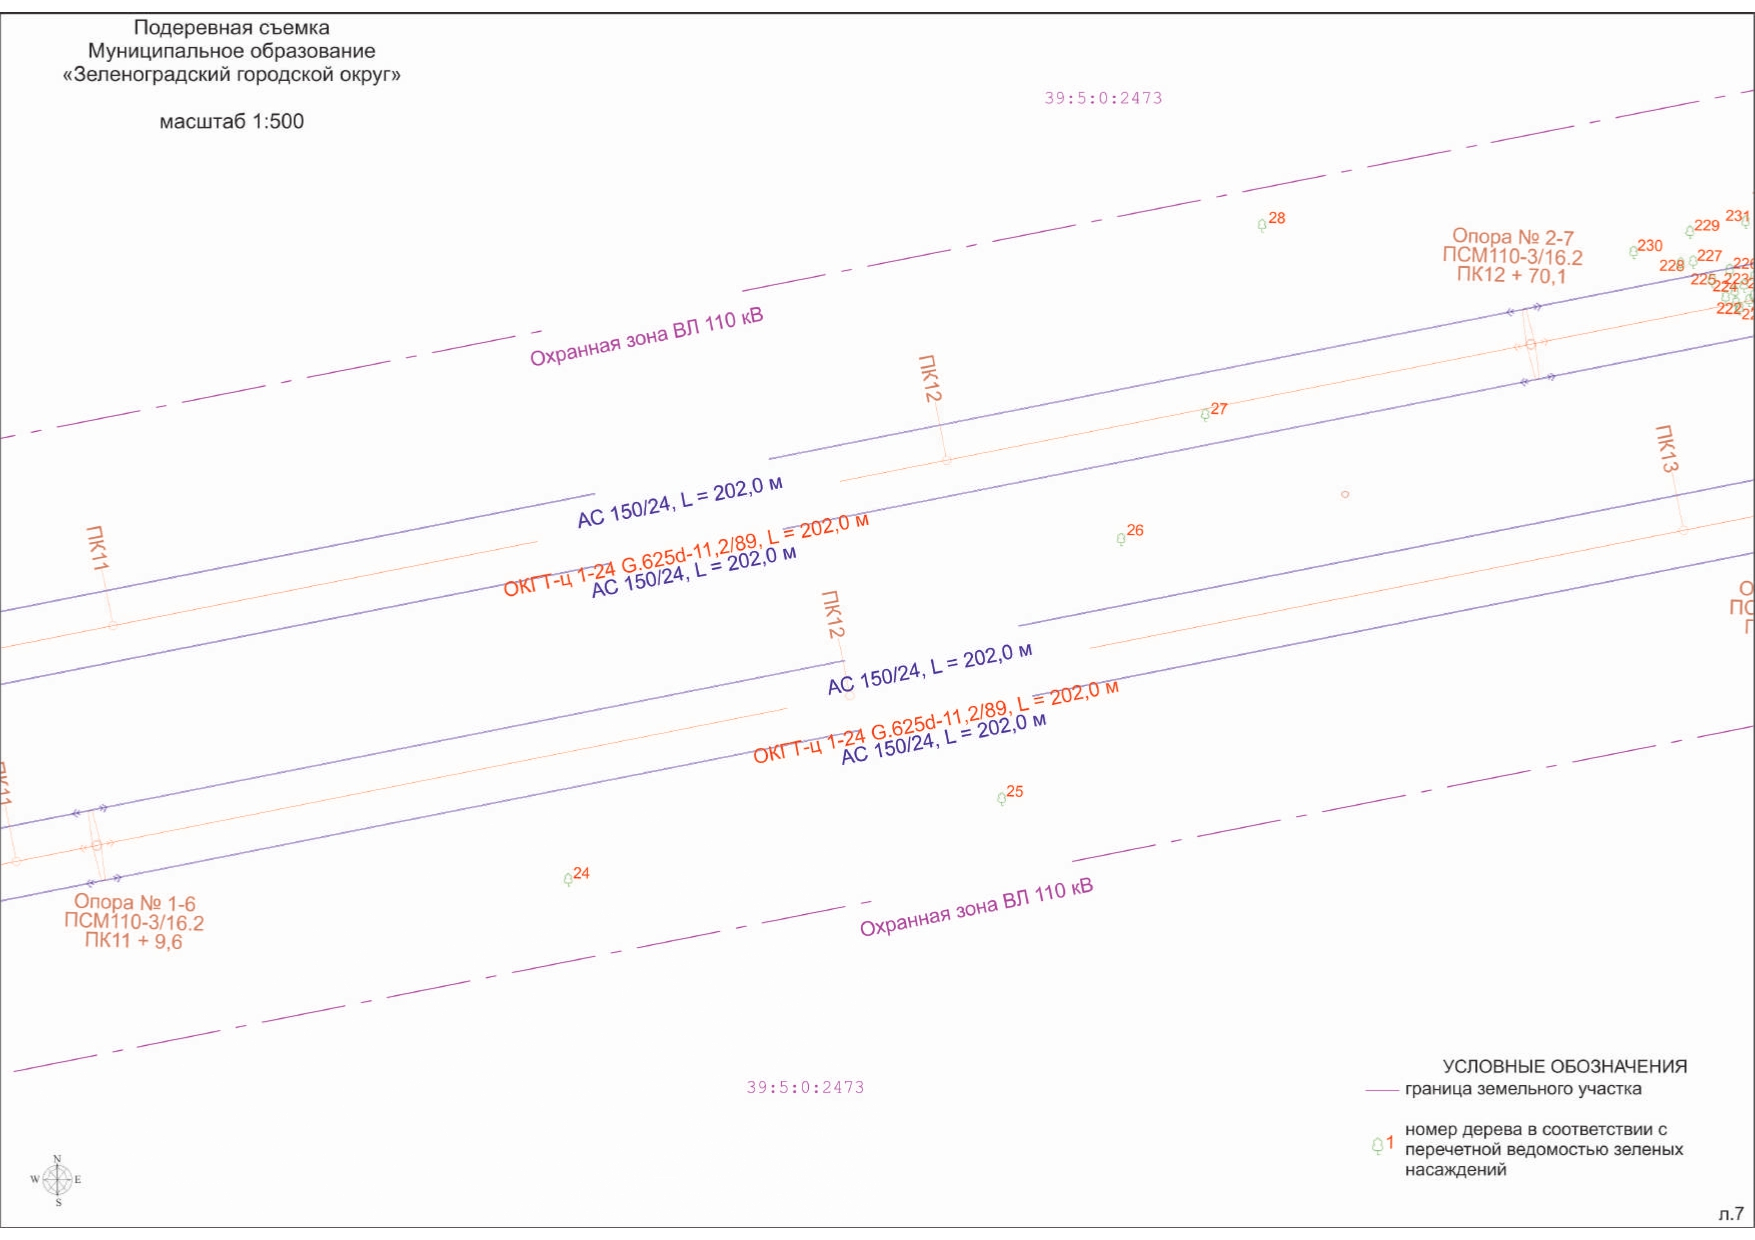 Подеревная съемка
Муниципальное образование
«Зеленоградский городской округ»
масштаб 1:500
39:5:0:2473
28
229
231
230
227
228
226
225
223
224
222
Опора № 2-7
ПСМ110-3/16.2
ПК12 + 70,1
Охранная зона ВЛ 110 кВ
ПК12
27
ПК13
АС 150/24, L = 202,0 м
ОКГТ-ц 1-24 G.625d-11,2/89, L = 202,0 м
АС 150/24, L = 202,0 м
ПК11
26
ПК12
АС 150/24, L = 202,0 м
ОКГТ-ц 1-24 G.625d-11,2/89, L = 202,0 м
АС 150/24, L = 202,0 м
ПК11
25
24
Опора № 1-6
ПСМ110-3/16.2
ПК11 + 9,6
Охранная зона ВЛ 110 кВ
39:5:0:2473
УСЛОВНЫЕ ОБОЗНАЧЕНИЯ
граница земельного участка
1
номер дерева в соответствии с
перечетной ведомостью зеленых
насаждений
N
W E
S
л.7